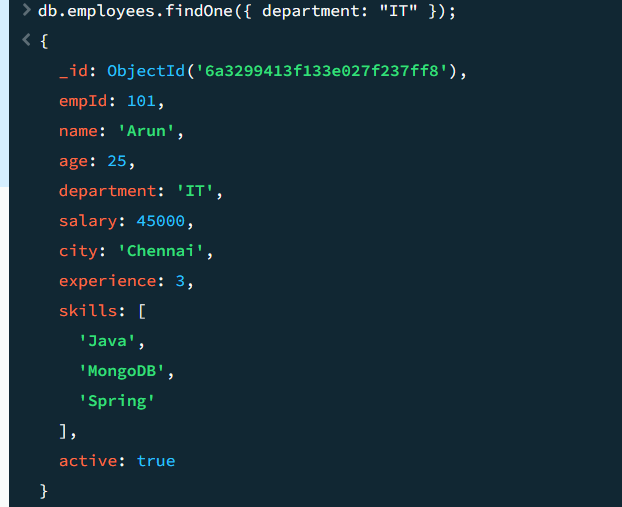 > db.employees.findOne({ department: "IT" });
< {
_id: ObjectId('6a3299413f133e027f237ff8'),
empId: 101,
name: 'Arun',
age: 25,
department: 'IT',
salary: 45000,
city: 'Chennai',
experience: 3,
skills: [
'Java',
'MongoDB',
'Spring'
],
active: true
}